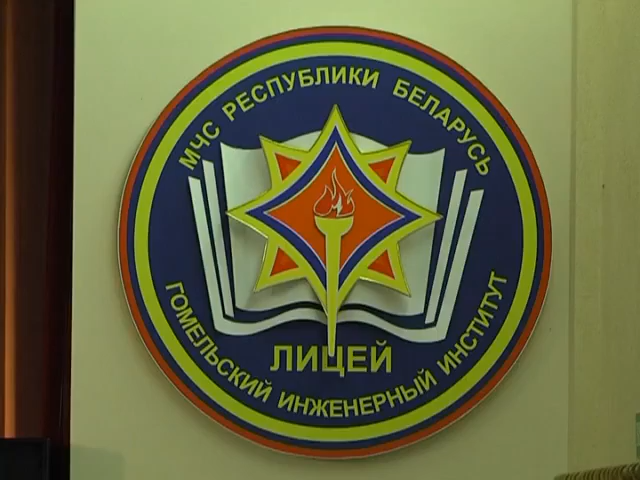 МЧС РЕСПУБЛИКИ БЕЛАРУСЬ
ЛИЦЕЙ
ГОМЕЛЬСКИЙ ИНЖЕНЕРНЫЙ ИНСТИТУТ